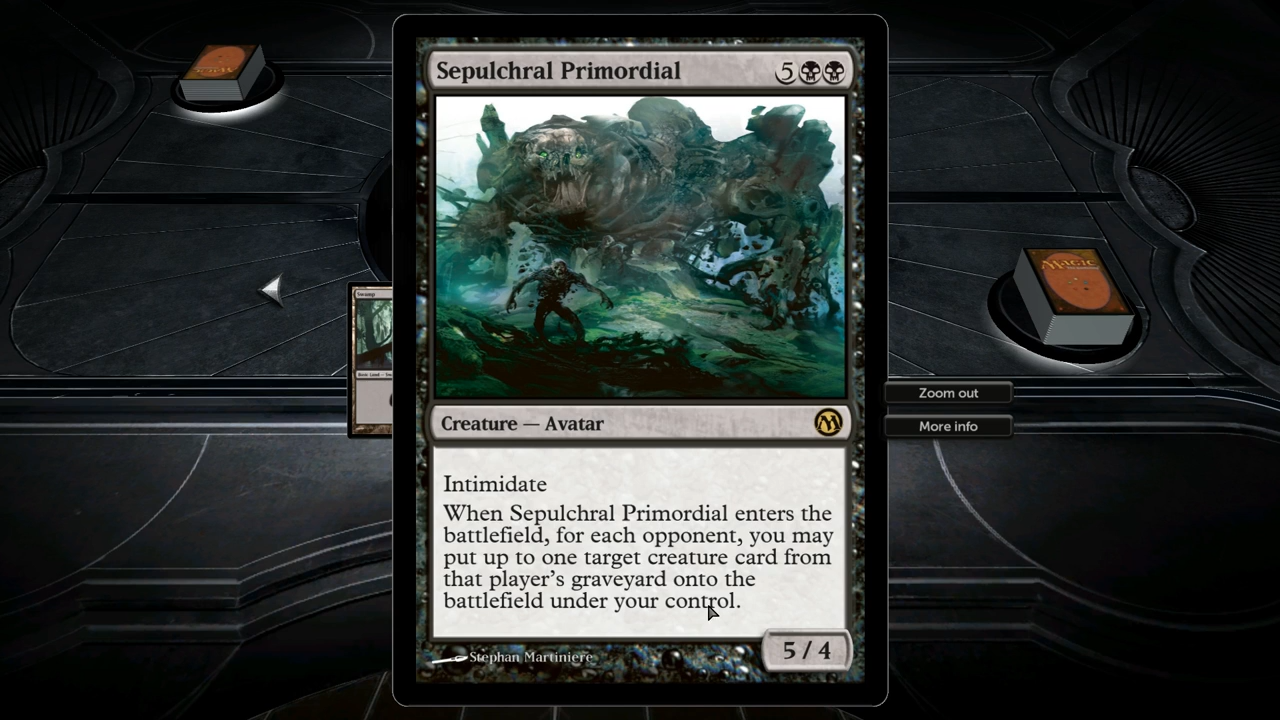 Sepulchral Primordial 5
MAGIC
Swamp
Creature — Avatar
Zoom out
More info
Intimidate
When Sepulchral Primordial enters the
battlefield, for each opponent, you may
put up to one target creature card from
that player's graveyard onto the
battlefield under your control.
5 / 4
Stephan Martiniere